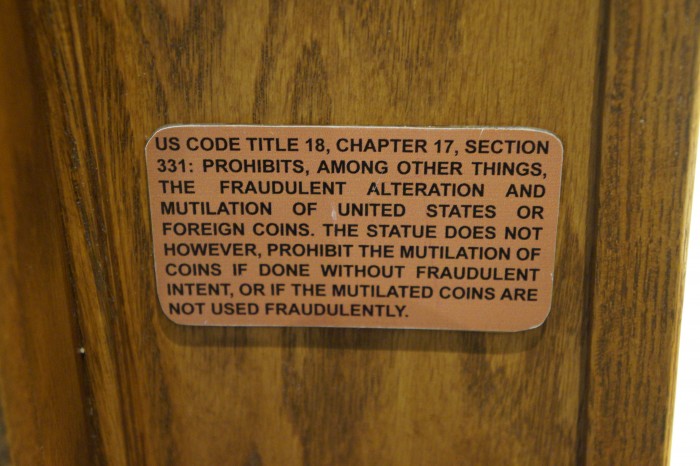 US CODE TITLE 18, CHAPTER 17, SECTION
331: PROHIBITS, AMONG OTHER THINGS,
THE FRAUDULENT ALTERATION AND
MUTILATION OF UNITED STATES OR
FOREIGN COINS. THE STATUE DOES NOT
HOWEVER, PROHIBIT THE MUTILATION OF
COINS IF DONE WITHOUT FRAUDULENT
INTENT, OR IF THE MUTILATED COINS ARE
NOT USED FRAUDULENTLY.